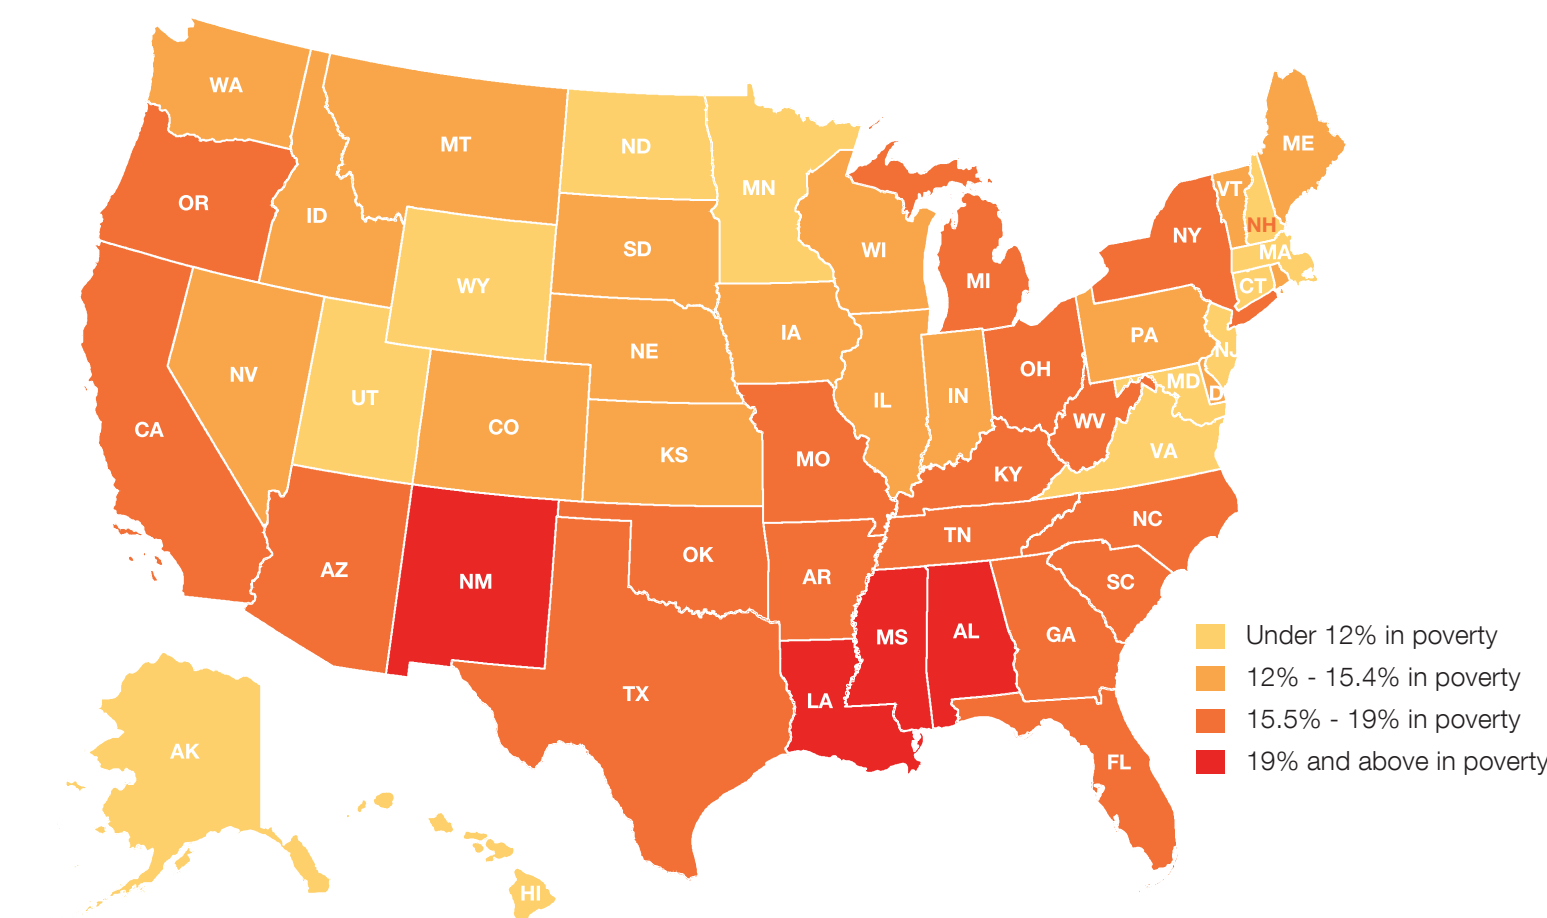 WA
MT
ND
MN
ME
OR
ID
SD
WI
VT
NH
NY
MA
MI
WY
CT
IA
PA
NE
NJ
NV
UT
CO
IL
IN
OH
MD
D
CA
KS
MO
WV
VA
KY
NC
TN
OK
AZ
NM
AR
SC
MS
AL
GA
TX
LA
FL
AK
HI
Under 12% in poverty
12% - 15.4% in poverty
15.5% - 19% in poverty
19% and above in poverty